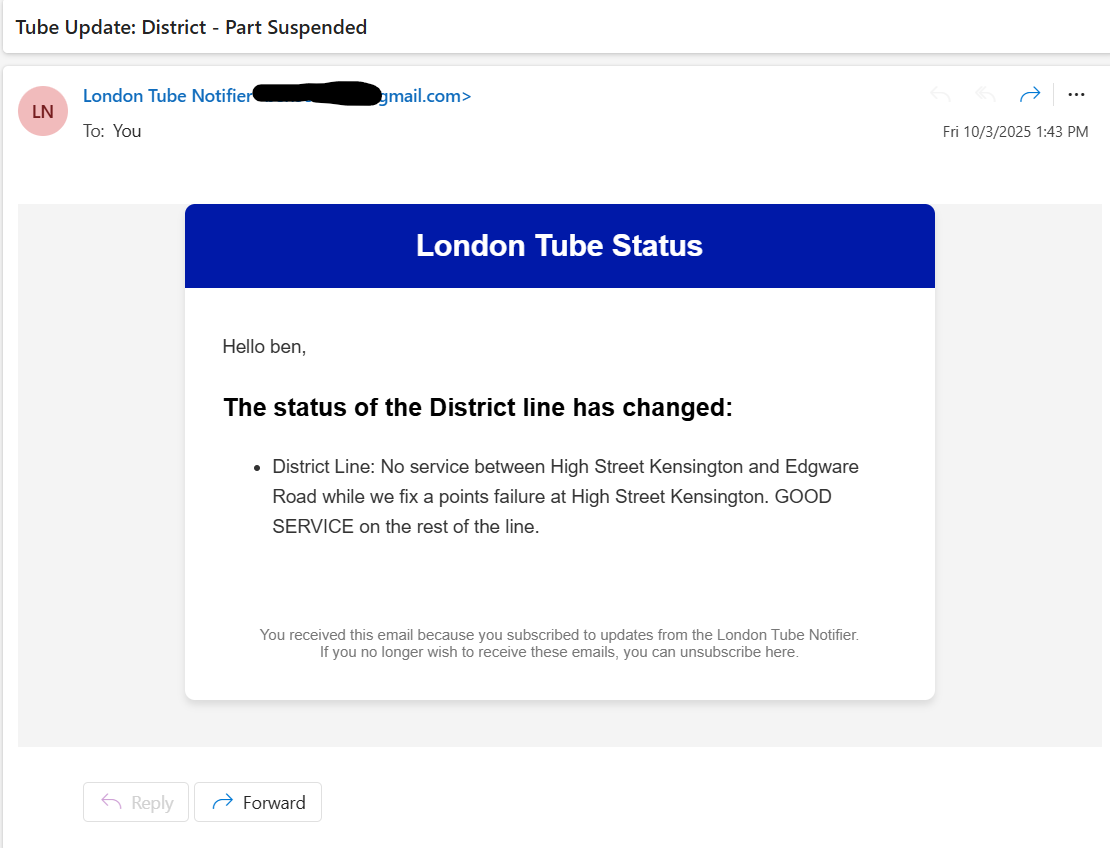 Tube Update: District - Part Suspended
London Tube Notifier gmail.com>
LN
To: You
Fri 10/3/2025 1:43 PM
London Tube Status
Hello ben,
The status of the District line has changed:
• District Line: No service between High Street Kensington and Edgware
Road while we fix a points failure at High Street Kensington. GOOD
SERVICE on the rest of the line.
You received this email because you subscribed to updates from the London Tube Notifier.
If you no longer wish to receive these emails, you can unsubscribe here.
Reply
Forward